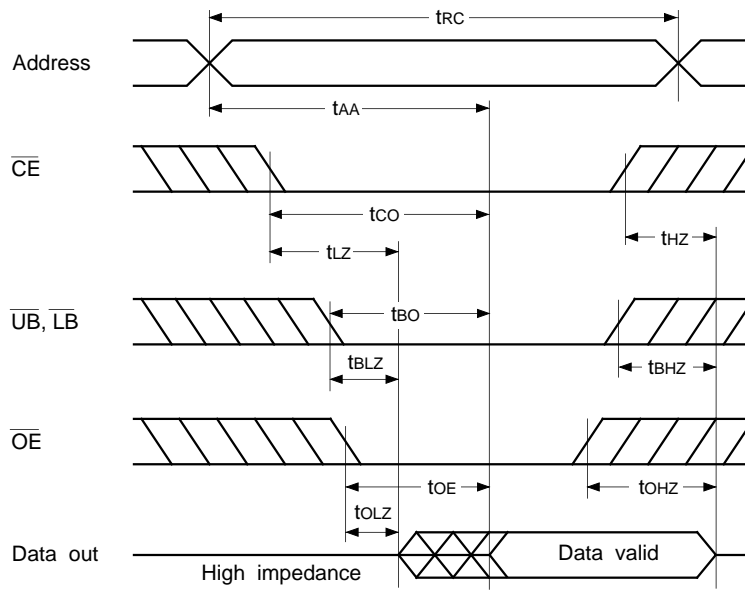 tRC
Address
tAA
CE
tCO
tLZ
tHZ
UB, LB
tBO
tBLZ
tBHZ
OE
tOE
tOHZ
tOLZ
Data out
High impedance
Data valid